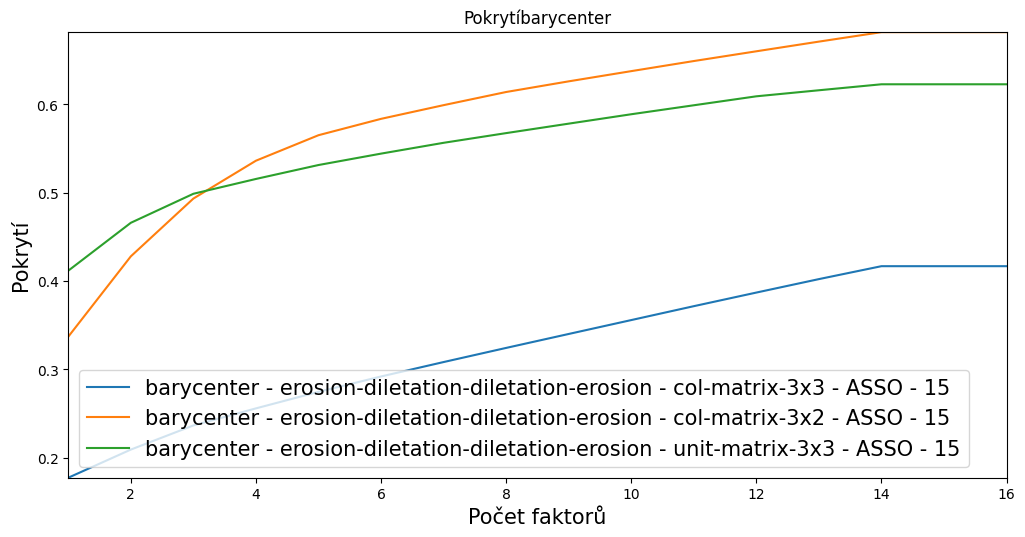 Pokrytíbarycenter
Pokrytí
0.6
0.5
0.4
0.3
0.2
barycenter - erosion-diletation-diletation-erosion - col-matrix-3x3 - ASSO - 15
barycenter - erosion-diletation-diletation-erosion - col-matrix-3x2 - ASSO - 15
barycenter - erosion-diletation-diletation-erosion - unit-matrix-3x3 - ASSO - 15
2 4 6 8 10 12 14 16
Počet faktorů